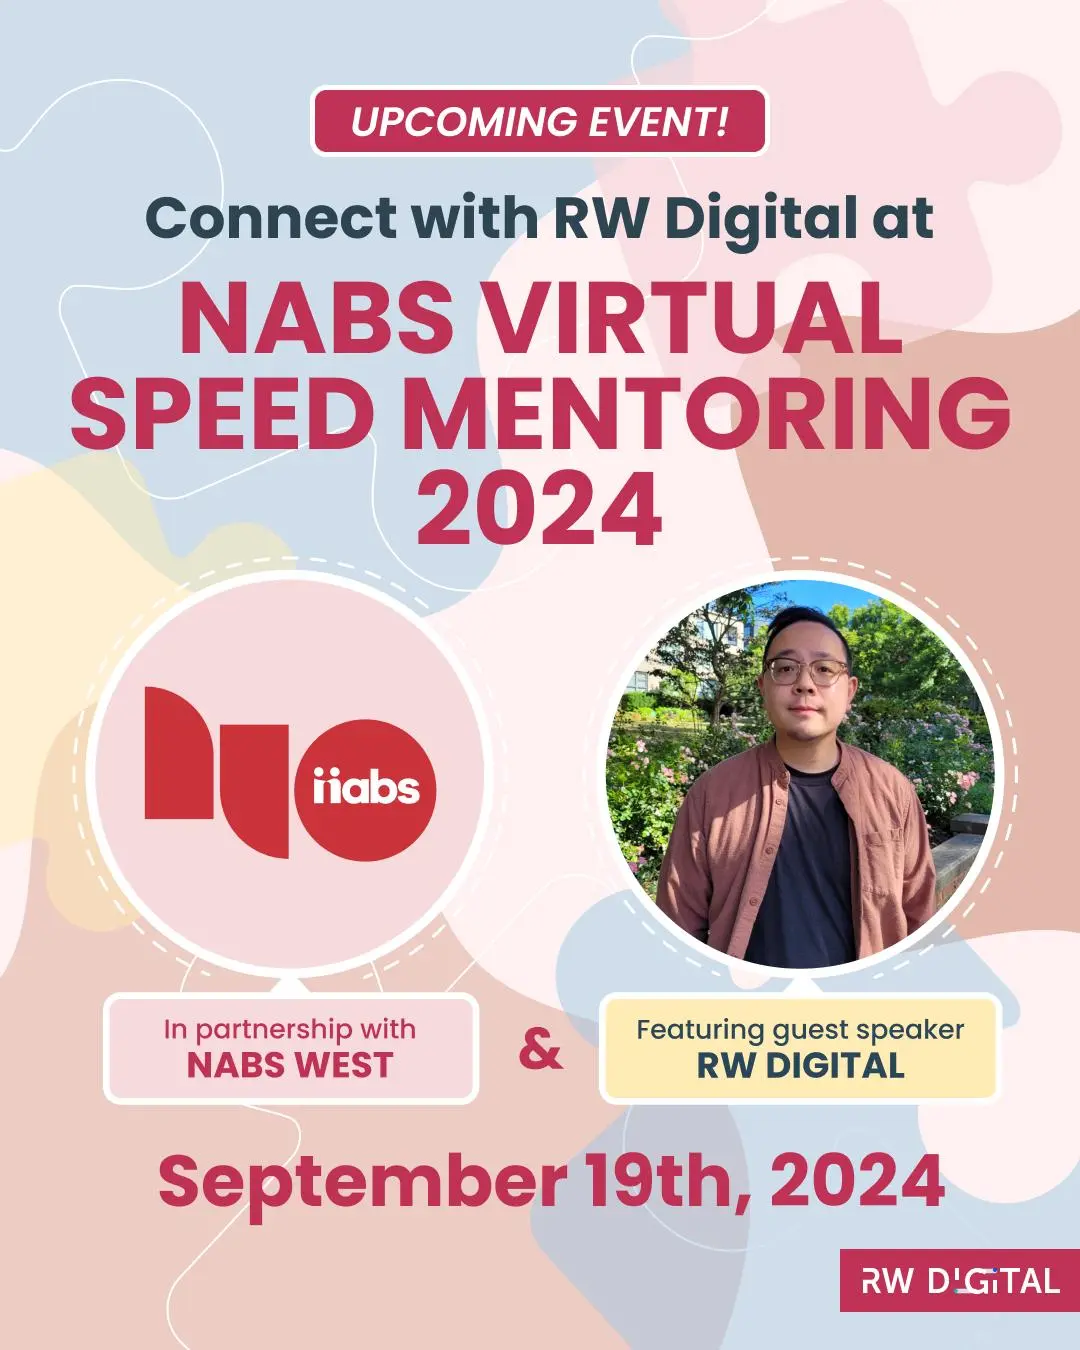 UPCOMING EVENT!
Connect with RW Digital at
NABS VIRTUAL
SPEED MENTORING
2024
nabs
In partnership with
NABS WEST
&
Featuring guest speaker
RW DIGITAL
September 19th, 2024
RW DIGITAL